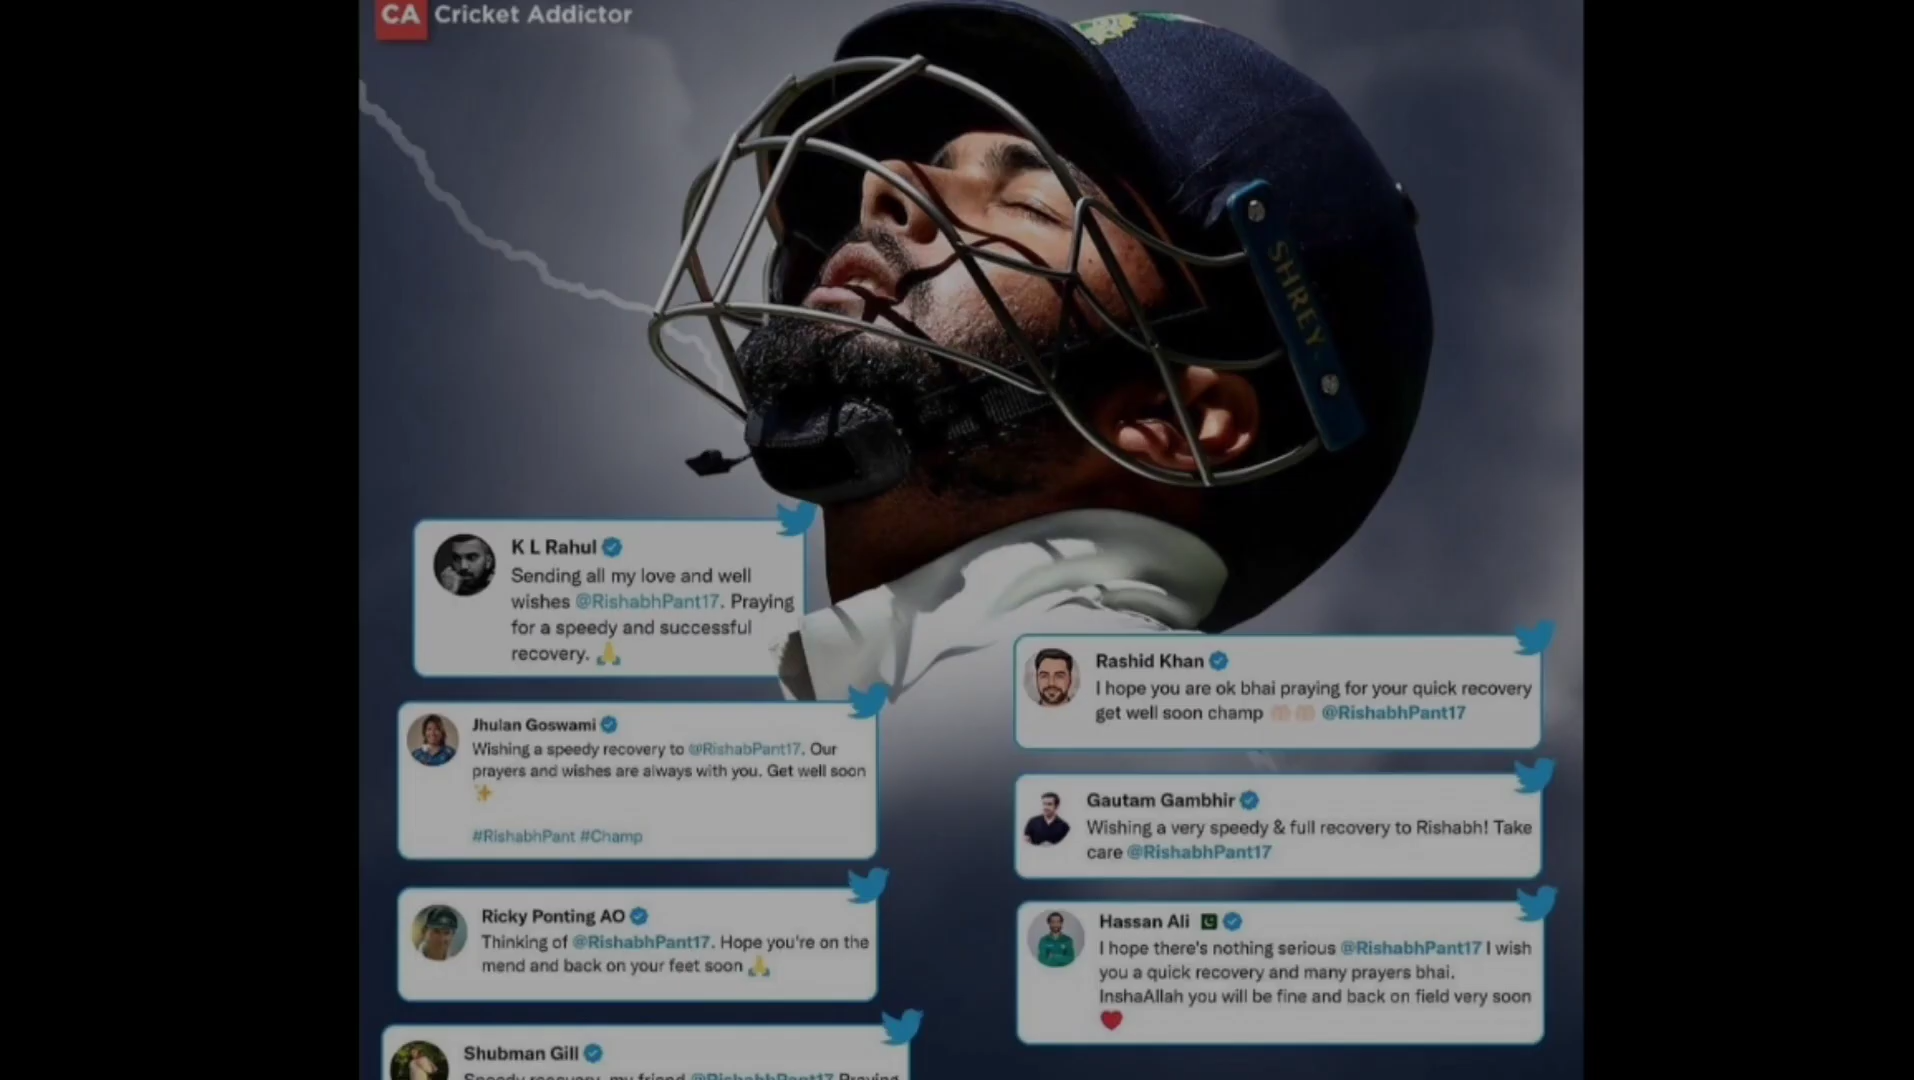 CA Cricket Addictor
SHREY
K L Rahul
Sending all my love and well
wishes @RishabhPant17. Praying
for a speedy and successful
recovery. 🙏
Jhulan Goswami
Wishing a speedy recovery to @RishabPant17. Our
prayers and wishes are always with you. Get well soon
✨
#RishabhPant #Champ
Ricky Ponting AO
Thinking of @RishabhPant17. Hope you're on the
mend and back on your feet soon 🙏
Shubman Gill
Speedy recovery, my friend @RishabhPant17 Praying
Rashid Khan
I hope you are ok bhai praying for your quick recovery
get well soon champ 🤲🏻🤲🏻 @RishabhPant17
Gautam Gambhir
Wishing a very speedy & full recovery to Rishabh! Take
care @RishabhPant17
Hassan Ali 🇵🇰
I hope there's nothing serious @RishabhPant17 I wish
you a quick recovery and many prayers bhai.
InshaAllah you will be fine and back on field very soon
❤️